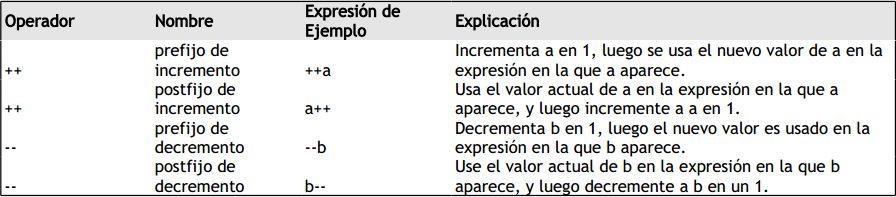 Operador Nombre Expresión de Ejemplo Explicación
++ prefijo de incremento ++a Incrementa a en 1, luego se usa el nuevo valor de a en la
expresión en la que a aparece.
++ postfijo de incremento a++ Usa el valor actual de a en la expresión en la que a
aparece, y luego incremente a a en 1.
-- prefijo de decremento --b Decrementa b en 1, luego el nuevo valor es usado en la
expresión en la que b aparece.
-- postfijo de decremento b-- Use el valor actual de b en la expresión en la que b
aparece, y luego decremente a b en un 1.